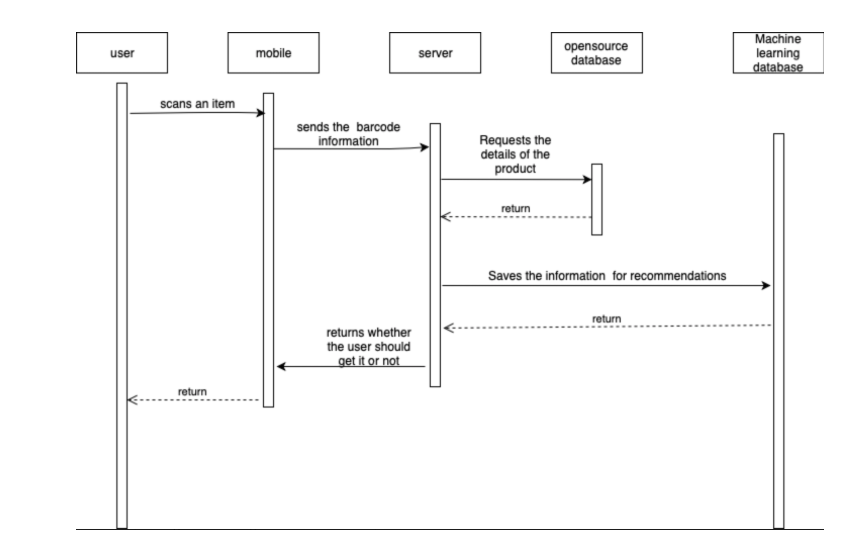 user
mobile
server
opensource
database
Machine
learning
database
scans an item
sends the barcode
information
Requests the
details of the
product
return
Saves the information for recommendations
return
returns whether
the user should
get it or not
return